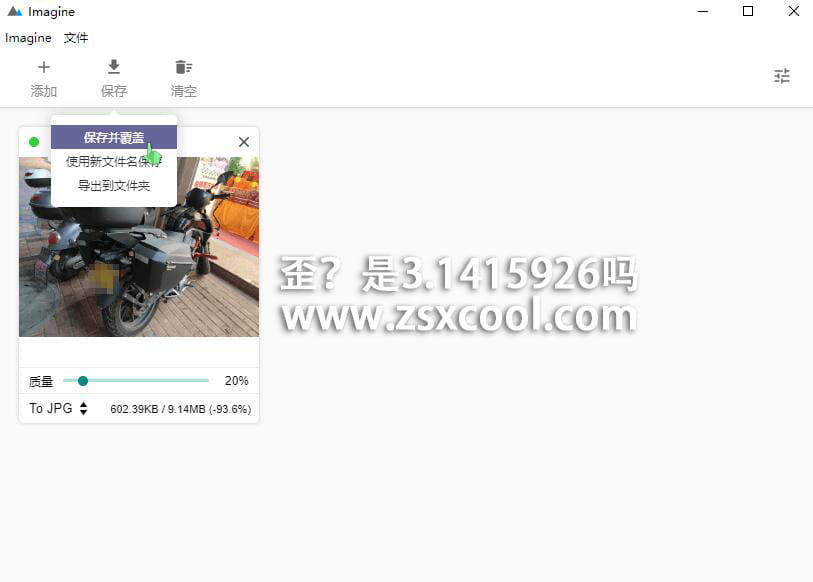 Imagine
Imagine 文件
添加 保存 清空
保存并覆盖
使用新文件名保存
导出到文件夹
歪？是3.1415926吗
www.zsxcool.com
质量 20%
To JPG 602.39KB / 9.14MB (-93.6%)